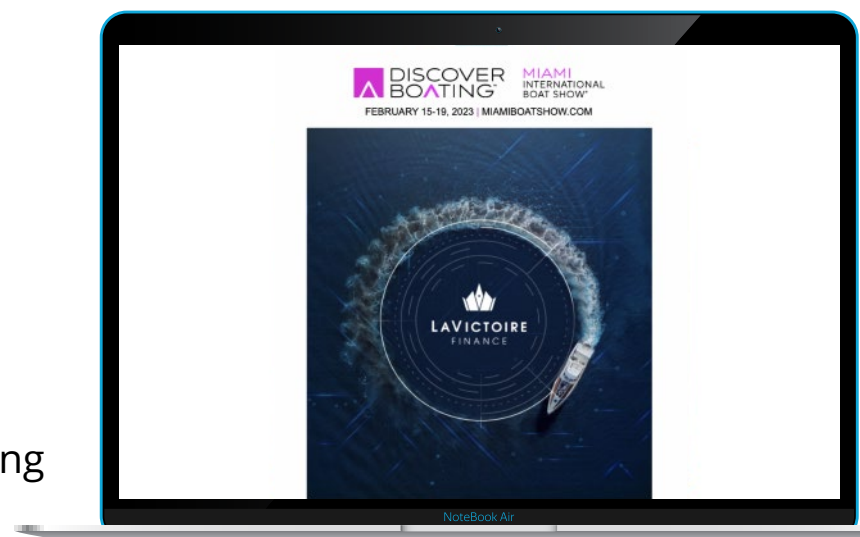 DISCOVER
BOATING
MIAMI
INTERNATIONAL
BOAT SHOW
FEBRUARY 15-19, 2023 | MIAMIBOATSHOW.COM
LAVICTOIRE
FINANCE
ng
NoteBook Air